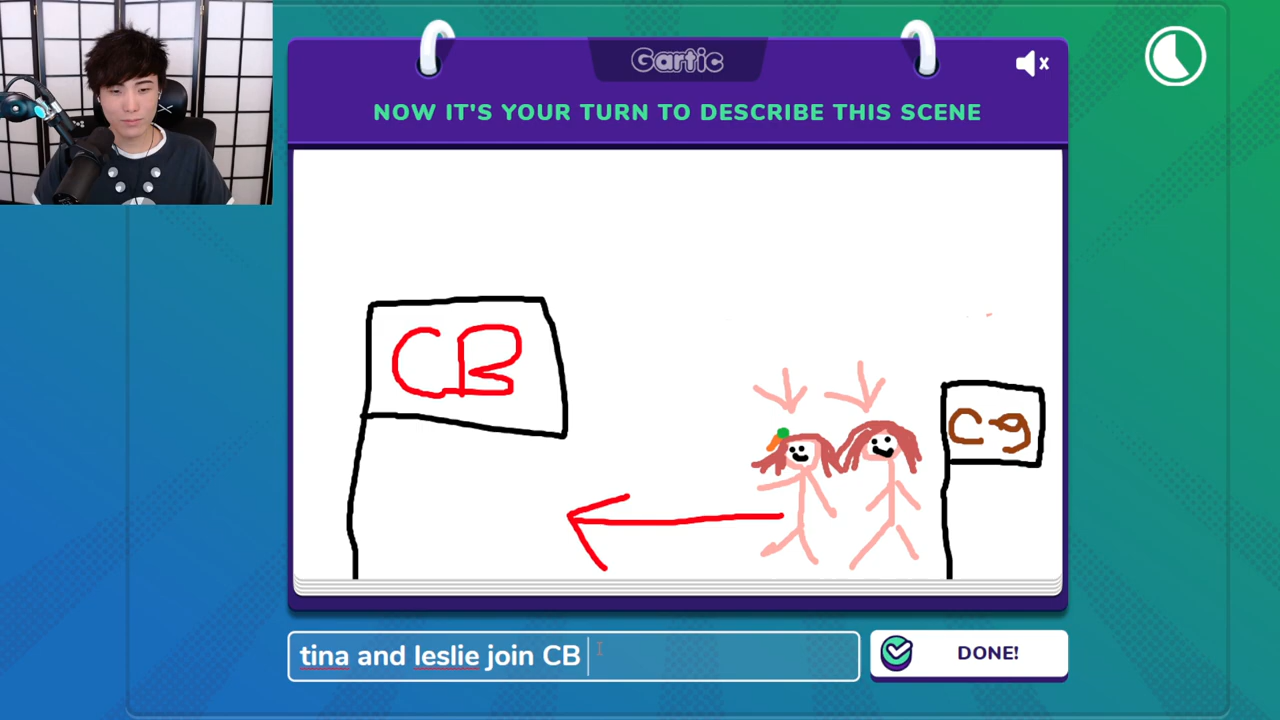 Gartic
NOW IT'S YOUR TURN TO DESCRIBE THIS SCENE
CB
C9
tina and leslie join CB
DONE!